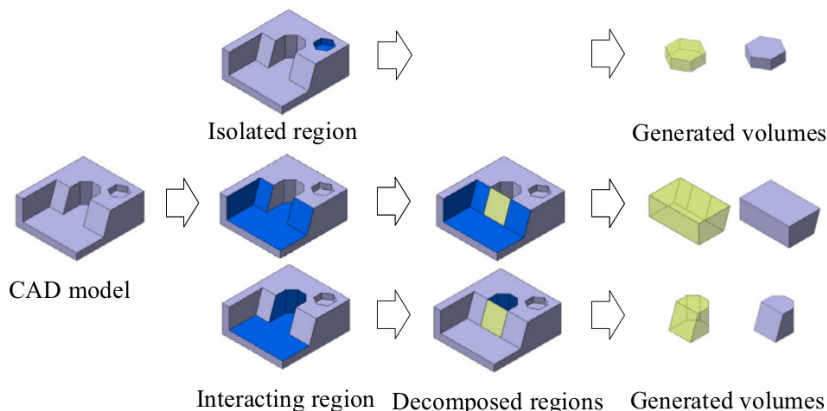 Isolated region
Generated volumes
CAD model
Interacting region
Decomposed regions
Generated volumes